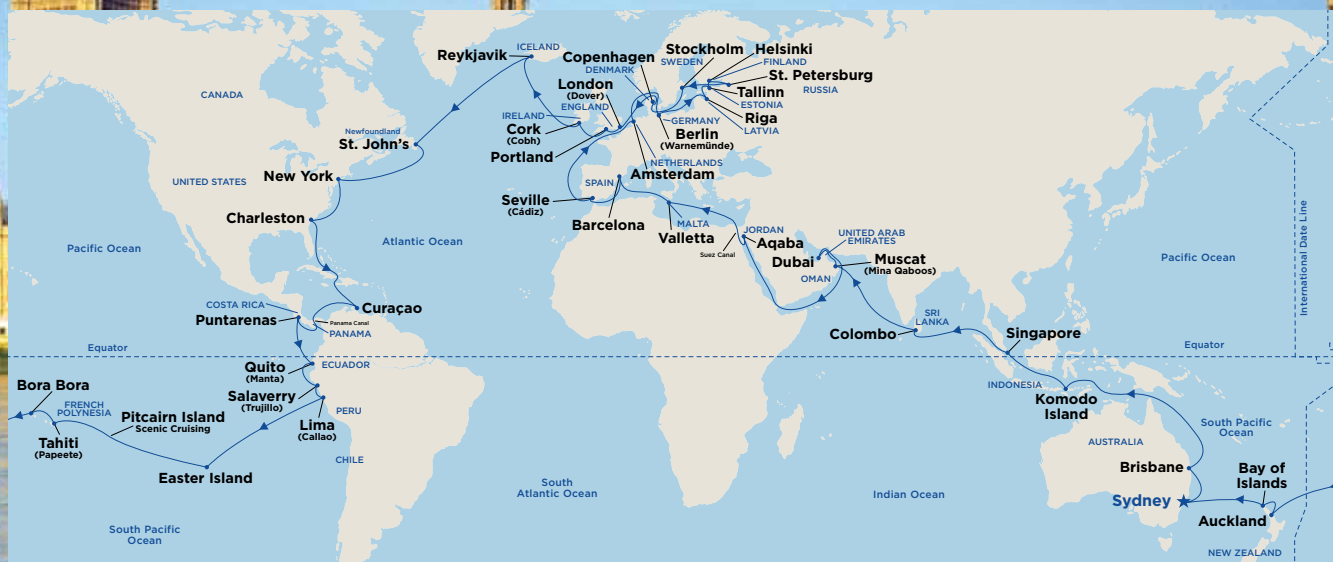 Reykjavik
ICELAND
Copenhagen
DENMARK
Stockholm
SWEDEN
Helsinki
FINLAND
St. Petersburg
RUSSIA
Tallinn
ESTONIA
Riga
LATVIA
London
(Dover)
ENGLAND
IRELAND
Cork
(Cobh)
Portland
GERMANY
Berlin
(Warnemünde)
NETHERLANDS
Amsterdam
CANADA
Newfoundland
St. John's
UNITED STATES
New York
Charleston
SPAIN
Seville
(Cádiz)
Barcelona
MALTA
Valletta
JORDAN
Aqaba
Suez Canal
UNITED ARAB
EMIRATES
Dubai
Muscat
(Mina Qaboos)
OMAN
Pacific Ocean
Atlantic Ocean
Pacific Ocean
International Date Line
COSTA RICA
Puntarenas
Panama Canal
PANAMA
Curaçao
Colombo
SRI
LANKA
Singapore
Equator
Equator
Quito
(Manta)
ECUADOR
Salaverry
(Trujillo)
PERU
Lima
(Callao)
Bora Bora
FRENCH
POLYNESIA
Tahiti
(Papeete)
Pitcairn Island
Scenic Cruising
Easter Island
CHILE
INDONESIA
Komodo
Island
AUSTRALIA
South Pacific
Ocean
Brisbane
Sydney
Bay of
Islands
Auckland
NEW ZEALAND
South
Atlantic Ocean
Indian Ocean
South Pacific
Ocean